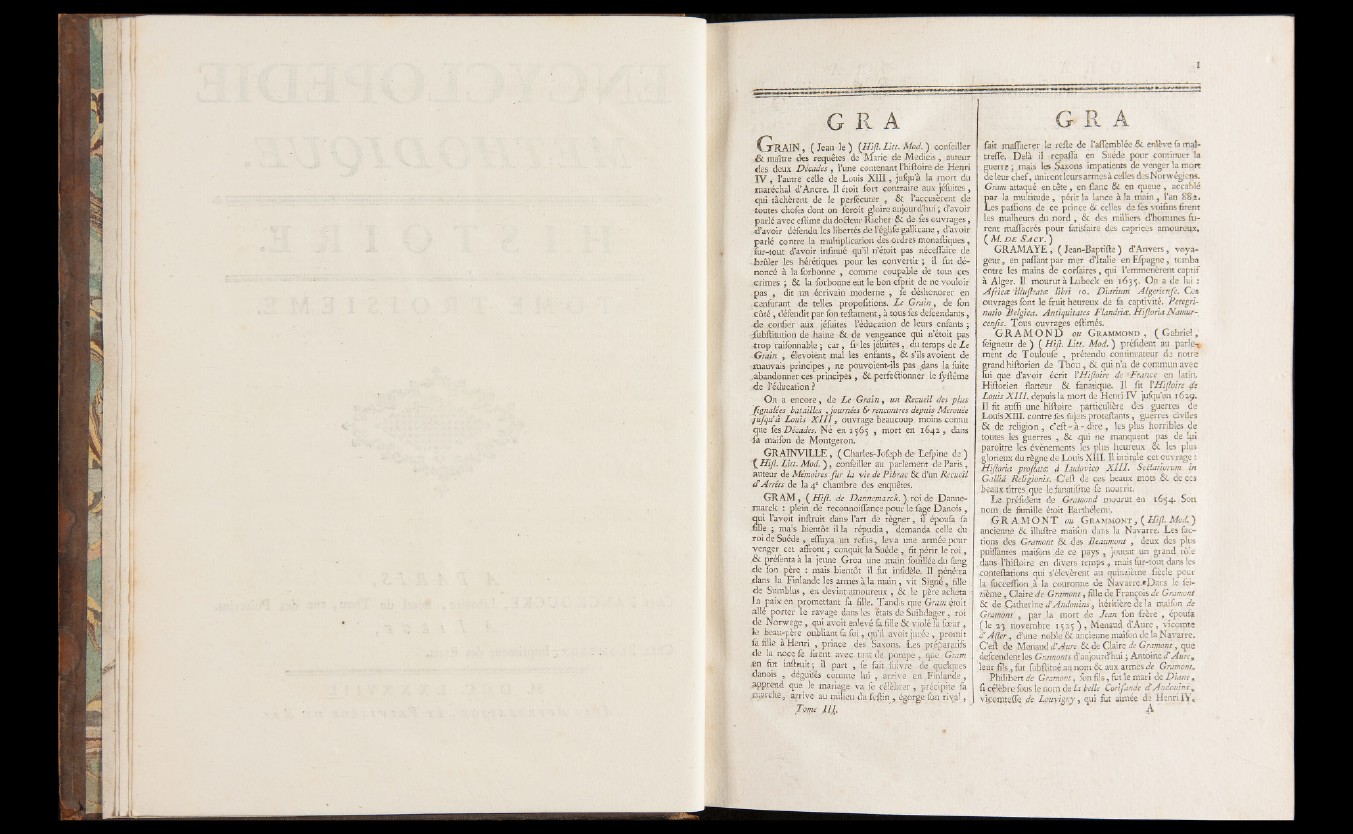 1
G R A
GRAIN, ( Jean le ) (Hiſt. Litt. Mod.) conſeiller
& maître des requêtes de Marie de Médicis, auteur
des deux Décades, l'une contenant l'hiſtoire de Henri
IV, l'autre celle de Louis XIII, juſqu'à la mort du
maréchal d'Ancre. Il étoit fort contraire aux jéſuites,
qui tâchèrent de le perſécuter, & l'accuſèrent de
toutes choſes dont on feroit gloire aujourd'hui; d'avoir
parlé avec eſtime du docteur Richer & de ſes ouvrages,
d'avoir défendu les libertés de l'égliſe gallicane, d'avoir
parlé contre la multiplication des ordres monaſtiques,
ſur-tout d'avoir inſinué qu'il n'étoit pas néceſſaire de
brûler les hérétiques pour les convertir; il fut dé-
noncé à la ſorbonne, comme coupable de tous ces
crimes; & la ſorbonne eut le bon eſprit de ne vouloir
pas, dit un écrivain moderne, ſe déshonorer en
cenſurant de telles propoſitions. Le Grain, de ſon
côté, défendit par ſon teſtament, à tous ſes deſcendants,
de confier aux jéſuites l'éducation de leurs enfants;
ſubſtitution de haine & de vengeance qui n'étoit pas
trop raiſonnable; car, ſi les jéſuites, du temps de Le
Grain, élevoient mal les enfants, & s'ils avoient de
mauvais principes, ne pouvoient-ils pas dans la ſuite
abandonner ces principes, & perfectionner le ſyſtême
de l'éducation?
On a encore, de Le Grain, un Recueil des plus
ſignalées batailles, journées & rencontres depuis Mérouée
juſqu'à Louis XIII, ouvrage beaucoup moins connu
que ſes Décades. Né en 1565, mort en 1642, dans
ſa maiſon de Montgeron.
GRAINVILLE, ( Charles-Joſeph de Leſpine de )
( Hiſt. Litt. Mod. ), conſeiller au parlement de Paris,
auteur de Mémoires ſur la vie de Pibrac & d'un Recueil
d'Arrêts de la 4e chambre des enquêtes.
GRAM, ( Hiſt. de Dannemarck. ) roi de Danne-
marck : plein de reconnoiſſance pour le ſage Danois,
qui l'avoit inſtruit dans l'art de régner, il épouſa ſa
fille; mais bientôt il la répudia, demanda celle du
roi de Suède, eſſuya un refus, leva une armée pour
venger cet affront; conquit la Suède, fit périr le roi,
& préſenta à la jeune Groa une main ſouillée du ſang
de ſon père : mais bientôt il fut infidèle. Il pénétra
dans la Finlande les armes à la main, vit Signé, fille
de Sumblus, en devint amoureux, & le père acheta
la paix en promettant ſa fille. Tandis que Gram étoit
allé porter le ravage dans les états de Suibdager, roi
de Norwege, qui avoit enlevé ſa fille & violé ſa ſœur,
le beau-père oubliant ſa foi, qu'il avoit jurée, promit
ſa fille à Henri, prince des Saxons. Les préparatifs
de la noce ſe firent avec tant de pompe, que Gram
en fut inſtruit; il part, ſe fait ſuivre de quelques
danois, déguiſés comme lui, arrive en Finlande,
apprend que le mariage va ſe célébrer, précipite ſa
marche, arrive au milieu du feſtin, égorge ſon rival,
Tome III.
G R A
fait maſſacrer le reſte de l'aſſemblée & enlève ſa maî-
treſſe. Delà il repaſſa en Suède pour continuer la
guerre; mais les Saxons impatients de venger la mort
de leur chef, unirent leurs armes à celles des Norwégiens.
Gram attaqué en tête, en flanc & en queue, accablé
par la multitude, périt la lance à la main, l'an 882.
Les paſſions de ce prince & celles de ſes voiſins firent
les malheurs du nord, & des milliers d'hommes fu-
rent maſſacrés pour ſatisfaire des caprices amoureux.
( M. DE SACY. )
GRAMAYE, ( Jean-Baptiſte ) d'Anvers, voya-
geur, en paſſant par mer d'Italie en Eſpagne, tomba
entre les mains de corſaires, qui l'emmenèrent captif
à Alger. Il mourut à Lubeck en 1635. On a de lui :
Africæ illuſtratæ libri 10. Diarium Algerienſe. Ces
ouvrages ſont le fruit heureux de ſa captivité. Peregri-
natio Belgica. Antiquitates Flandriæ. Hiſtoria Namur-
cenſis. Tous ouvrages eſtimés.
GRAMOND ou GRAMMOND, ( Gabriel,
ſeigneur de ) ( Hiſt. Litt. Mod. ) préſident au parle-
ment de Toulouſe, prétendu continuateur de notre
grand hiſtorien de Thou, & qui n'a de commun avec
lui que d'avoir écrit l'Hiſtoire de France en latin.
Hiſtorien flatteur & fanatique. Il fit l'Hiſtoire de
Louis XIII. depuis la mort de Henri IV juſqu'en 1629.
Il fit auſſi une hiſtoire particulière des guerres de
Louis XIII. contre ſes ſujets proteſtants, guerres civiles
& de religion, c'eſt-à-dire, les plus horribles de
toutes les guerres, & qui ne manquent pas de lui
paroître les évènements les plus heureux & les plus
glorieux du règne de Louis XIII. Il intitule cet ouvrage :
Hiſtoria proſtratæ à Ludovico XIII. Sectariorum in
Galliâ Religionis. C'eſt de ces beaux mots & de ces
beaux titres que le fanatiſme ſe nourrit.
Le préſident de Gramond mourut en 1654. Son
nom de famille étoit Barthélemi.
GRAMONT ou GRAMMONT, ( Hiſt. Mod. )
ancienne & illuſtre maiſon dans la Navarre. Les fac-
tions des Gramont & des Beaumont, deux des plus
puiſſantes maiſons de ce pays, jouent un grand rôle
dans l'hiſtoire en divers temps, mais ſur-tout dans les
conteſtations qui s'élevèrent au quinzième ſiècle pour
la ſucceſſion à la couronne de Navarre. Dans le ſei-
zième, Claire de Gramont, fille de François de Gramont
& de Catherine d'Andouins, héritière de la maiſon de
Gramont, par la mort de Jean ſon frère, épouſa
( le 23 novembre 1525 ), Menaud d'Aure, vicomte
d'Aſter, d'une noble & ancienne maiſon de la Navarre.
C'eſt de Menaud d'Aure & de Claire de Gramont, que
deſcendent les Gramonts d'aujourd'hui; Antoine d'Aure,
leur fils, fut ſubſtitué au nom & aux armes de Gramont.
Philibert de Gramont, ſon fils, fut le mari de Diane,
ſi célèbre ſous le nom de la belle Coriſande d'Andouins,
vicomteſſe de Louvigny, qui fut aimée de Henri IV.
A